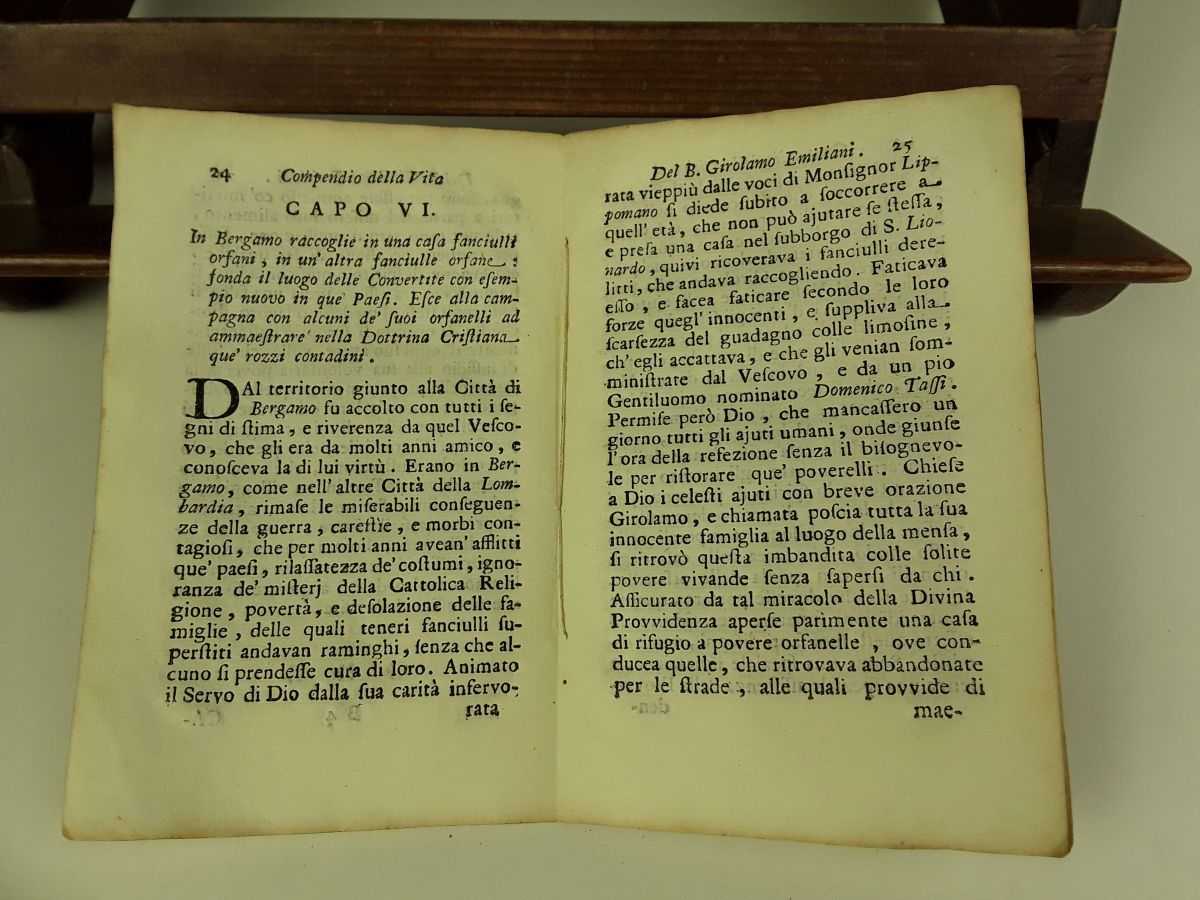 24 Compendio della Vita
CAPO VI.
In Bergamo raccoglie in una caſa fanciulli
orfani, in un' altra fanciulle orfane:
fonda il luogo delle Convertite con eſem-
pio nuovo in que' Paeſi. Eſce alla cam-
pagna con alcuni de' ſuoi orfanelli ad
ammaeſtrare nella Dottrina Criſtiana
que' rozzi contadini.
DAl territorio giunto alla Città di
Bergamo fu accolto con tutti i ſe-
gni di ſtima, e riverenza da quel Veſco-
vo, che gli era da molti anni amico, e
conoſceva la di lui virtù. Erano in Ber-
gamo, come nell' altre Città della Lom-
bardia, rimaſe le miſerabili conſeguen-
ze della guerra, careſtie, e morbi con-
tagioſi, che per molti anni avean' afflitti
que' paeſi, rilaſſatezza de' coſtumi, igno-
ranza de' miſterj della Cattolica Reli-
gione, povertà, e deſolazione delle fa-
miglie, delle quali teneri fanciulli ſu-
perſtiti andavan raminghi, ſenza che al-
cuno ſi prendeſſe cura di loro. Animato
il Servo di Dio dalla ſua carità infervo-
rata
Del B. Girolamo Emiliani. 25
rata vieppiù dalle voci di Monſignor Lip-
pomano ſi diede ſubito a ſoccorrere a
quell' età, che non può ajutare ſe ſteſſa,
e preſa una caſa nel ſubborgo di S. Lio-
nardo, quivi ricoverava i fanciulli dere-
litti, che andava raccogliendo. Faticava
eſſo, e facea faticare ſecondo le loro
forze quegl' innocenti, e ſuppliva alla
ſcarſezza del guadagno colle limoſine,
ch' egli accattava, e che gli venian ſom-
miniſtrate dal Veſcovo, e da un pio
Gentiluomo nominato Domenico Taſſi.
Permiſe però Dio, che mancaſſero un
giorno tutti gli ajuti umani, onde giunſe
l'ora della refezione ſenza il biſognevo-
le per riſtorare que' poverelli. Chieſe
a Dio i celeſti ajuti con breve orazione
Girolamo, e chiamata poſcia tutta la ſua
innocente famiglia al luogo della menſa,
ſi ritrovò queſta imbandita colle ſolite
povere vivande ſenza ſaperſi da chi.
Aſſicurato da tal miracolo della Divina
Provvidenza aperſe parimente una caſa
di rifugio a povere orfanelle, ove con-
ducea quelle, che ritrovava abbandonate
per le ſtrade, alle quali provvide di
mae-